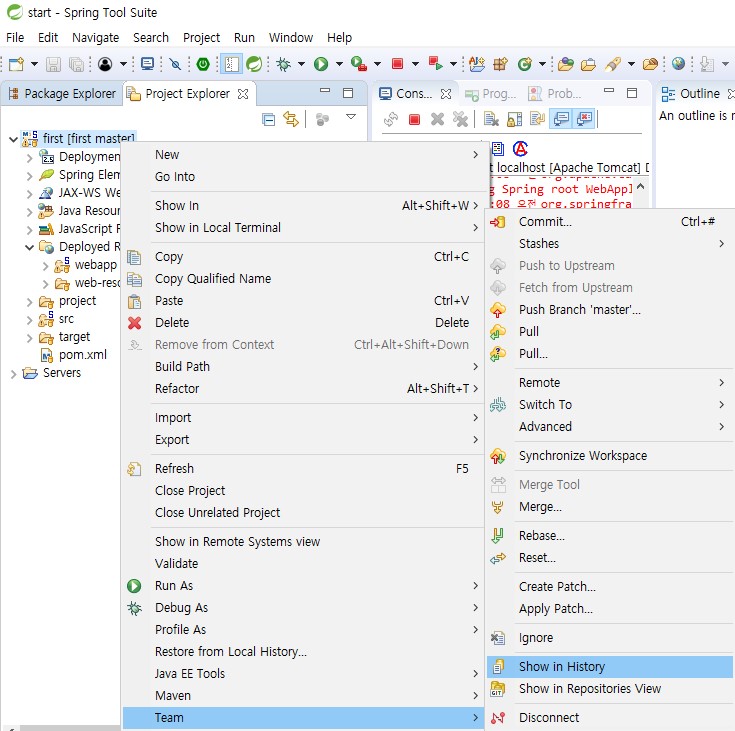 start - Spring Tool Suite
File Edit Navigate Search Project Run Window Help
Package Explorer Project Explorer
Cons... Prog... Prob...
Outline
An outline is n
first [first master]
Deploymen
Spring Elem
JAX-WS We
Java Resour
JavaScript R
Deployed R
webapp
web-reso
project
src
target
pom.xml
Servers
t localhost [Apache Tomcat] D
g Spring root WebAppl
:08 오전 org.springfra
New
Go Into
Show In Alt+Shift+W
Show in Local Terminal
Copy Ctrl+C
Copy Qualified Name
Paste Ctrl+V
Delete Delete
Remove from Context Ctrl+Alt+Shift+Down
Build Path
Refactor Alt+Shift+T
Import
Export
Refresh F5
Close Project
Close Unrelated Project
Show in Remote Systems view
Validate
Run As
Debug As
Profile As
Restore from Local History...
Java EE Tools
Maven
Team
Commit... Ctrl+#
Stashes
Push to Upstream
Fetch from Upstream
Push Branch 'master'...
Pull
Pull...
Remote
Switch To
Advanced
Synchronize Workspace
Merge Tool
Merge...
Rebase...
Reset...
Create Patch...
Apply Patch...
Ignore
Show in History
Show in Repositories View
Disconnect